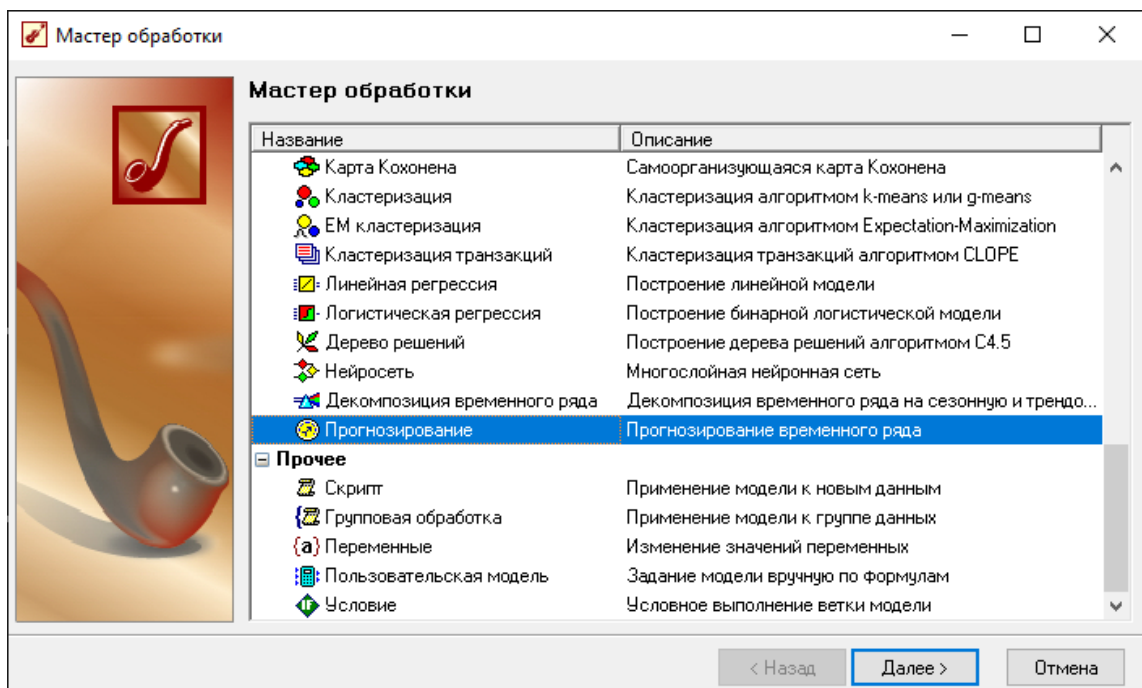 Мастер обработки
Мастер обработки
Название Описание
Карта Кохонена Самоорганизующаяся карта Кохонена
Кластеризация Кластеризация алгоритмом k-means или g-means
EM кластеризация Кластеризация алгоритмом Expectation-Maximization
Кластеризация транзакций Кластеризация транзакций алгоритмом CLOPE
Линейная регрессия Построение линейной модели
Логистическая регрессия Построение бинарной логистической модели
Дерево решений Построение дерева решений алгоритмом C4.5
Нейросеть Многослойная нейронная сеть
Декомпозиция временного ряда Декомпозиция временного ряда на сезонную и трендо...
Прогнозирование Прогнозирование временного ряда
Прочее
Скрипт Применение модели к новым данным
Групповая обработка Применение модели к группе данных
{a} Переменные Изменение значений переменных
Пользовательская модель Задание модели вручную по формулам
IF Условие Условное выполнение ветки модели
< Назад Далее > Отмена